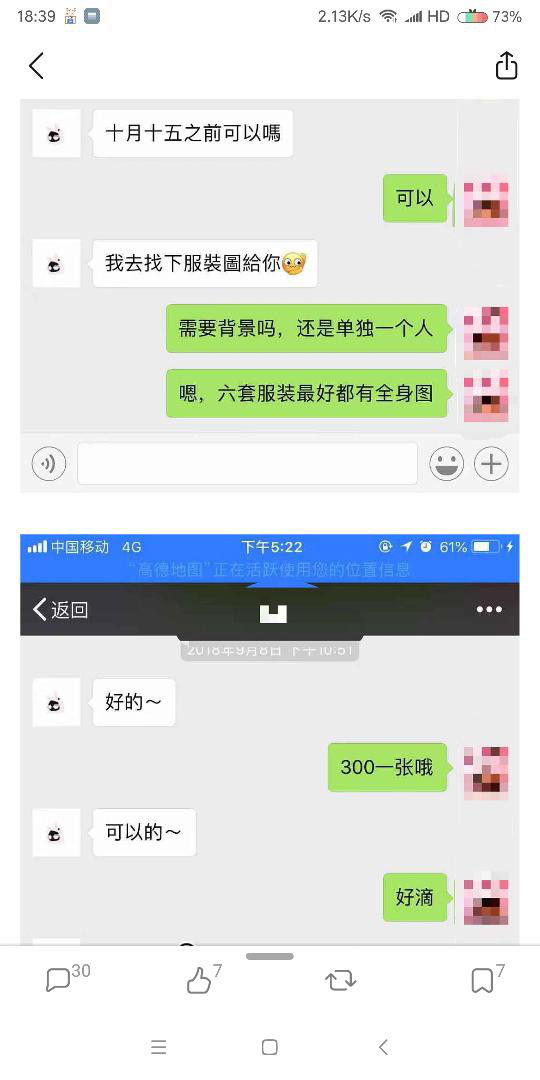 18:39 2.13K/s HD 73%
十月十五之前可以嗎
可以
我去找下服裝圖給你
需要背景吗，还是单独一个人
嗯，六套服装最好都有全身图
中国移动 4G 下午5:22 61%
“高德地图”正在活跃使用您的位置信息
返回
2018年9月8日 下午10:51
好的～
300一张哦
可以的～
好滴
30 7 7